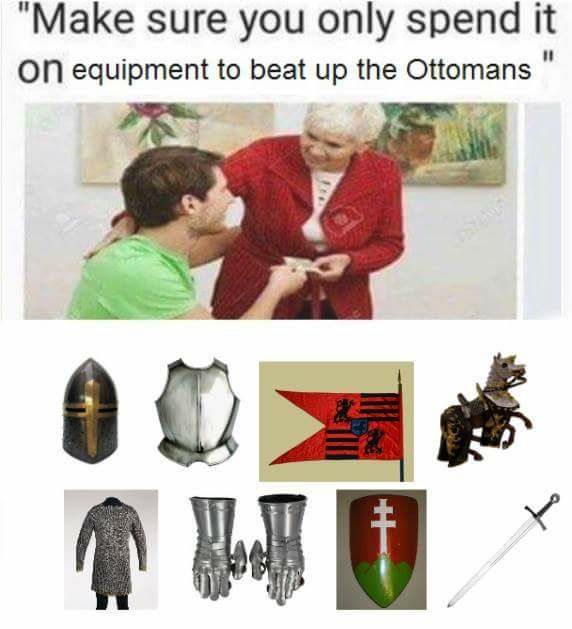 "Make sure you only spend it
on equipment to beat up the Ottomans "